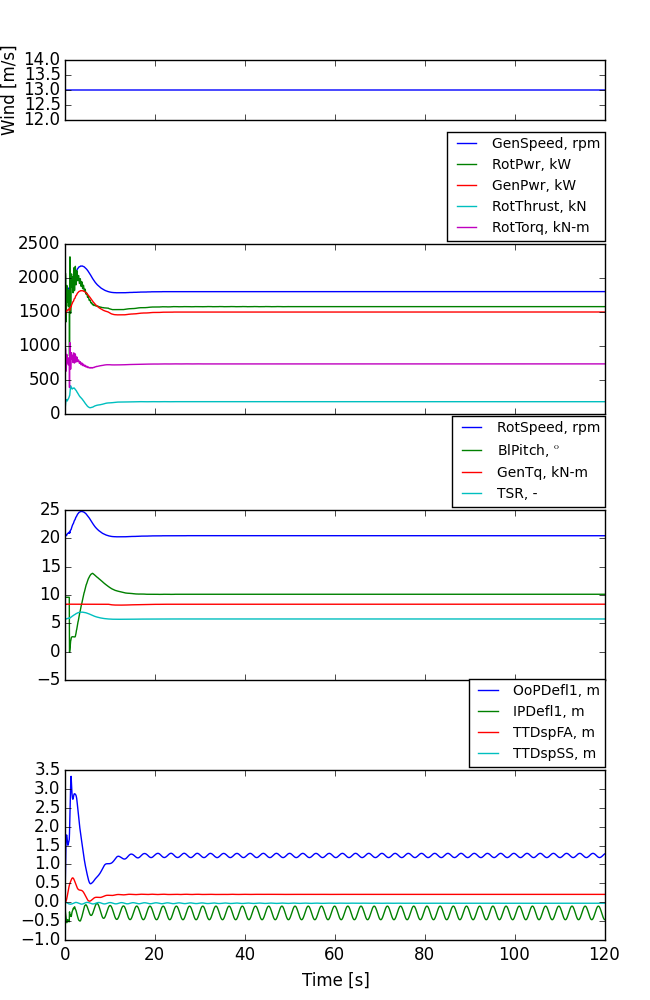 Wind [m/s]
14.0
13.5
13.0
12.5
12.0
GenSpeed, rpm
RotPwr, kW
GenPwr, kW
RotThrust, kN
RotTorq, kN-m
2500
2000
1500
1000
500
0
RotSpeed, rpm
BlPitch, °
GenTq, kN-m
TSR, -
25
20
15
10
5
0
−5
OoPDefl1, m
IPDefl1, m
TTDspFA, m
TTDspSS, m
3.5
3.0
2.5
2.0
1.5
1.0
0.5
0.0
−0.5
−1.0
0 20 40 60 80 100 120
Time [s]